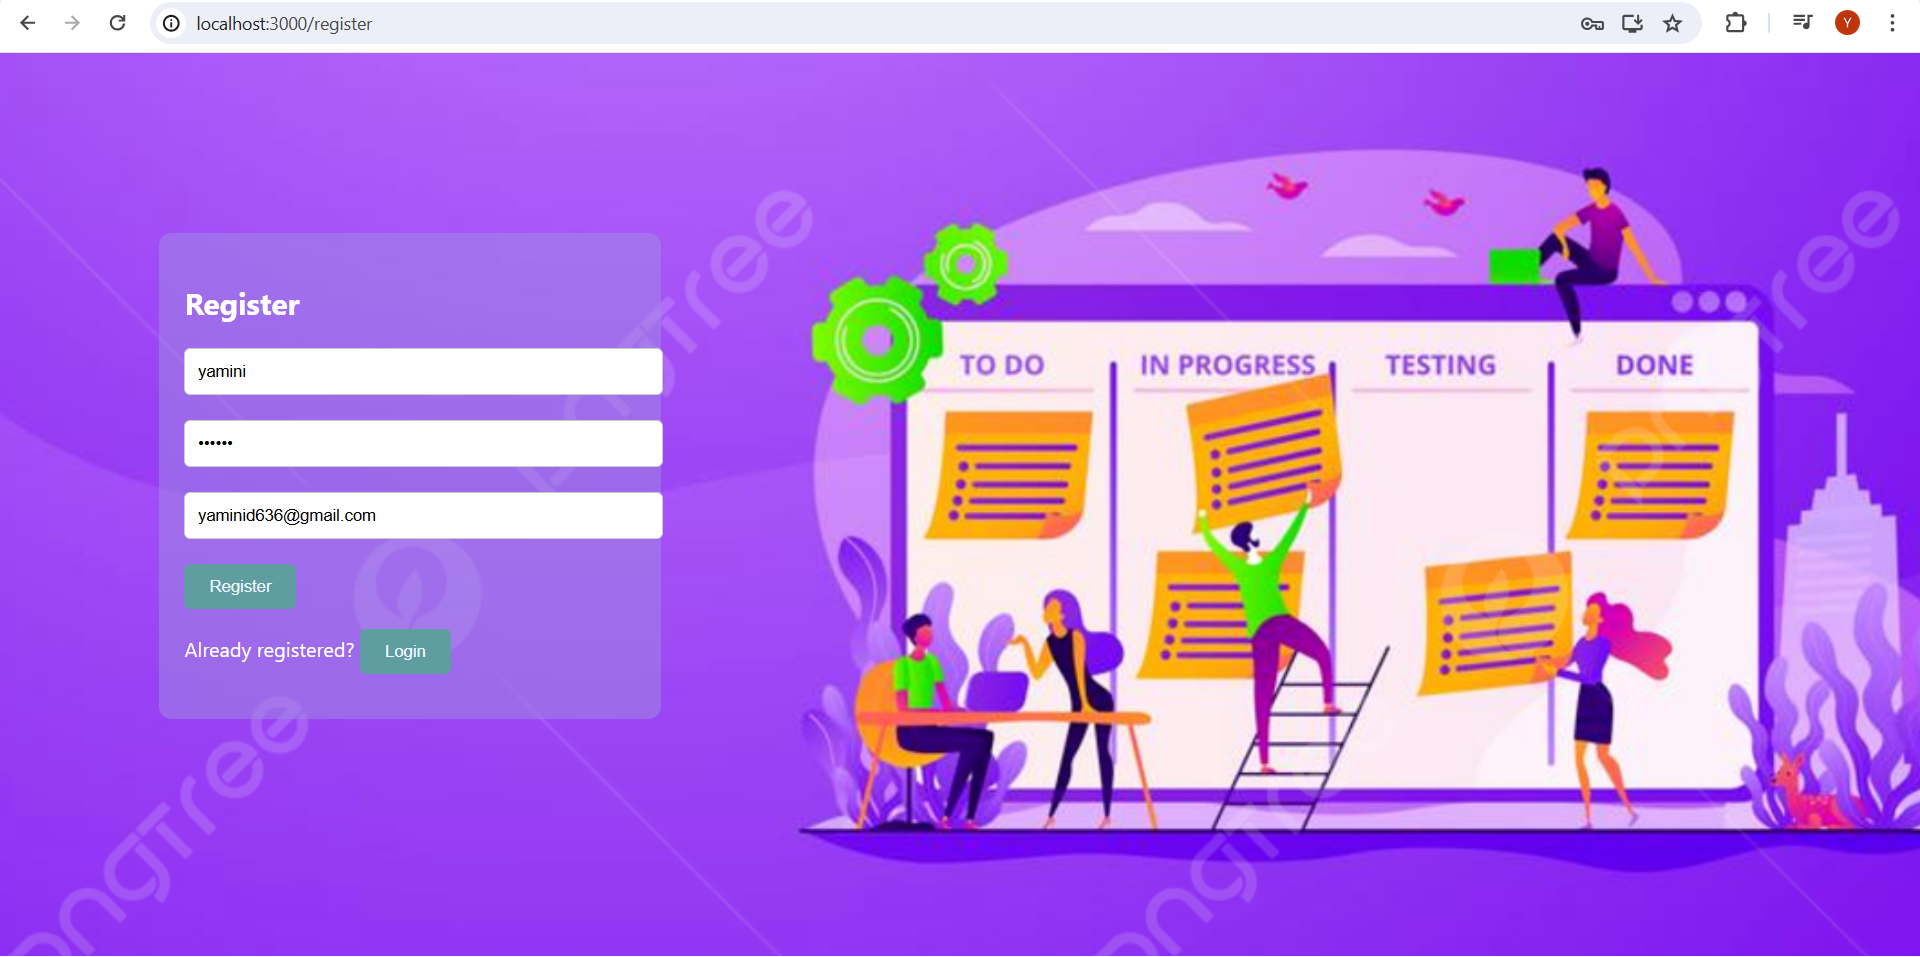 localhost:3000/register
Y
Register
yamini
••••••
yaminid636@gmail.com
Register
Already registered? Login
TO DO
IN PROGRESS
TESTING
DONE
pngtree
pngtree
pngtree
pngtree